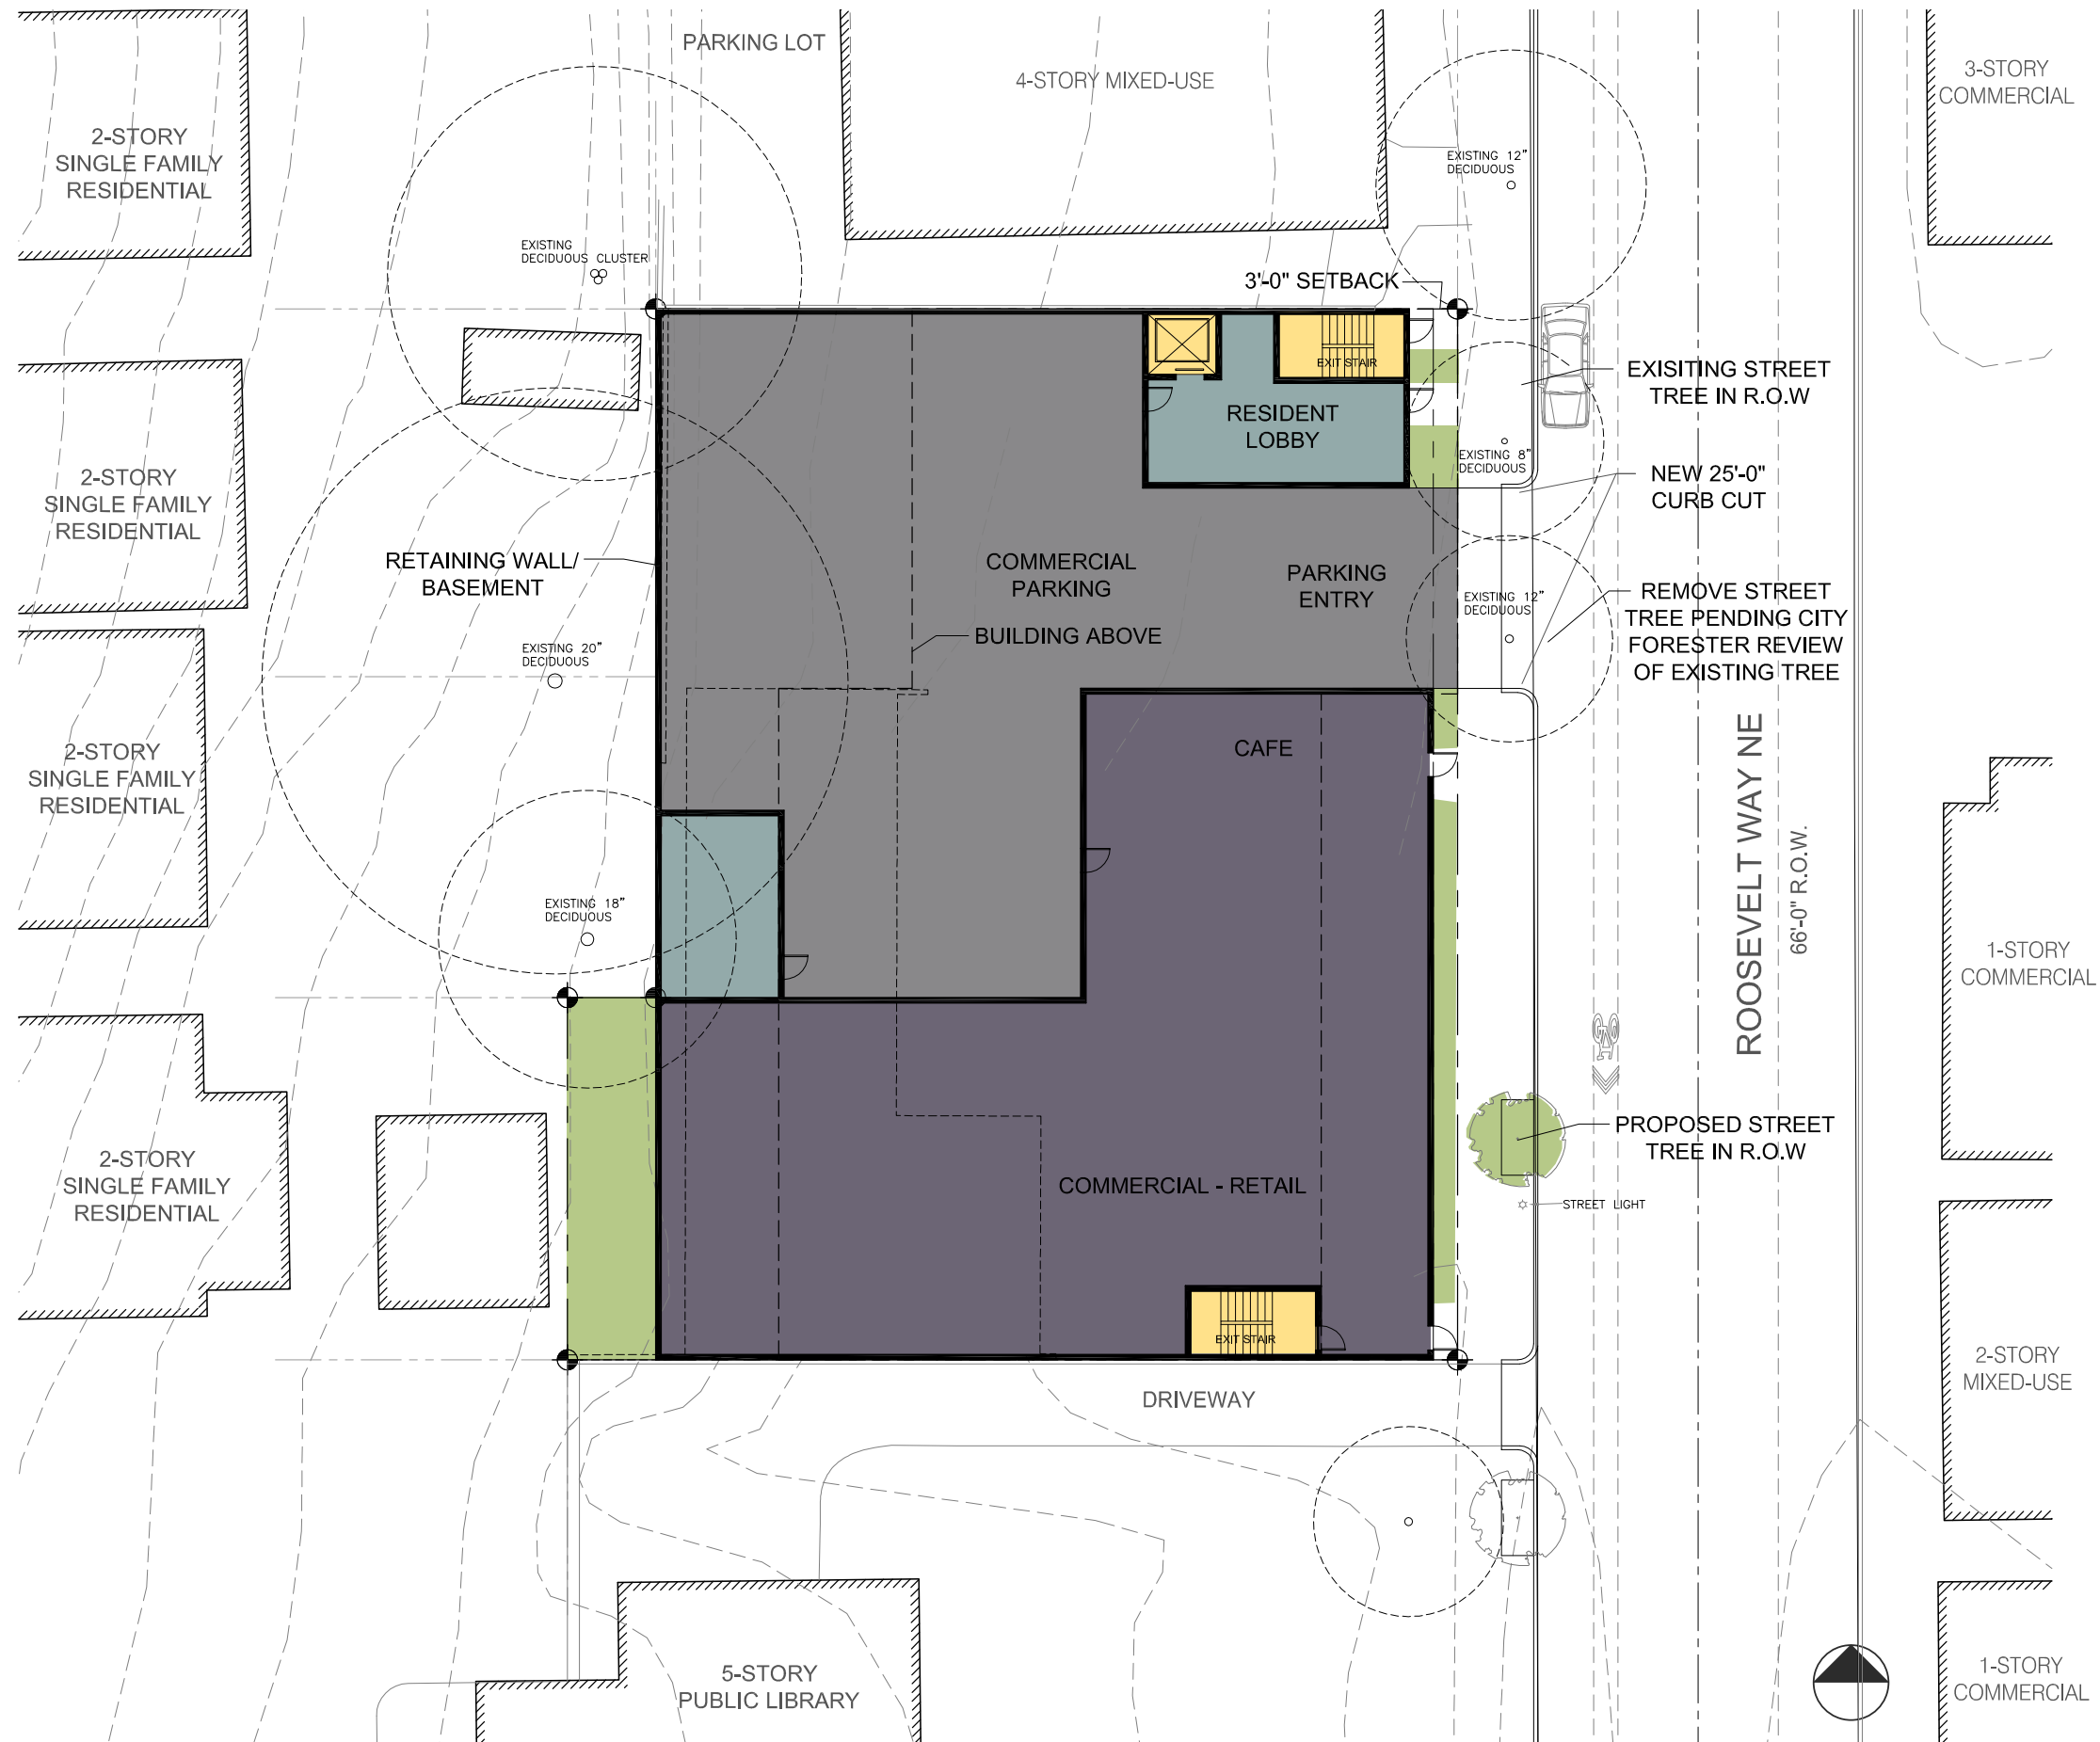 PARKING LOT
4-STORY MIXED-USE
3-STORY
COMMERCIAL
2-STORY
SINGLE FAMILY
RESIDENTIAL
EXISTING 12"
DECIDUOUS
EXISTING
DECIDUOUS CLUSTER
3'-0" SETBACK
EXIT STAIR
EXISITING STREET
TREE IN R.O.W
RESIDENT
LOBBY
EXISTING 8"
DECIDUOUS
NEW 25'-0"
CURB CUT
2-STORY
SINGLE FAMILY
RESIDENTIAL
RETAINING WALL/
BASEMENT
COMMERCIAL
PARKING
PARKING
ENTRY
EXISTING 12"
DECIDUOUS
REMOVE STREET
TREE PENDING CITY
FORESTER REVIEW
OF EXISTING TREE
BUILDING ABOVE
EXISTING 20"
DECIDUOUS
2-STORY
SINGLE FAMILY
RESIDENTIAL
CAFE
ROOSEVELT WAY NE
66'-0" R.O.W.
EXISTING 18"
DECIDUOUS
1-STORY
COMMERCIAL
2-STORY
SINGLE FAMILY
RESIDENTIAL
PROPOSED STREET
TREE IN R.O.W
COMMERCIAL - RETAIL
STREET LIGHT
EXIT STAIR
2-STORY
MIXED-USE
DRIVEWAY
5-STORY
PUBLIC LIBRARY
1-STORY
COMMERCIAL